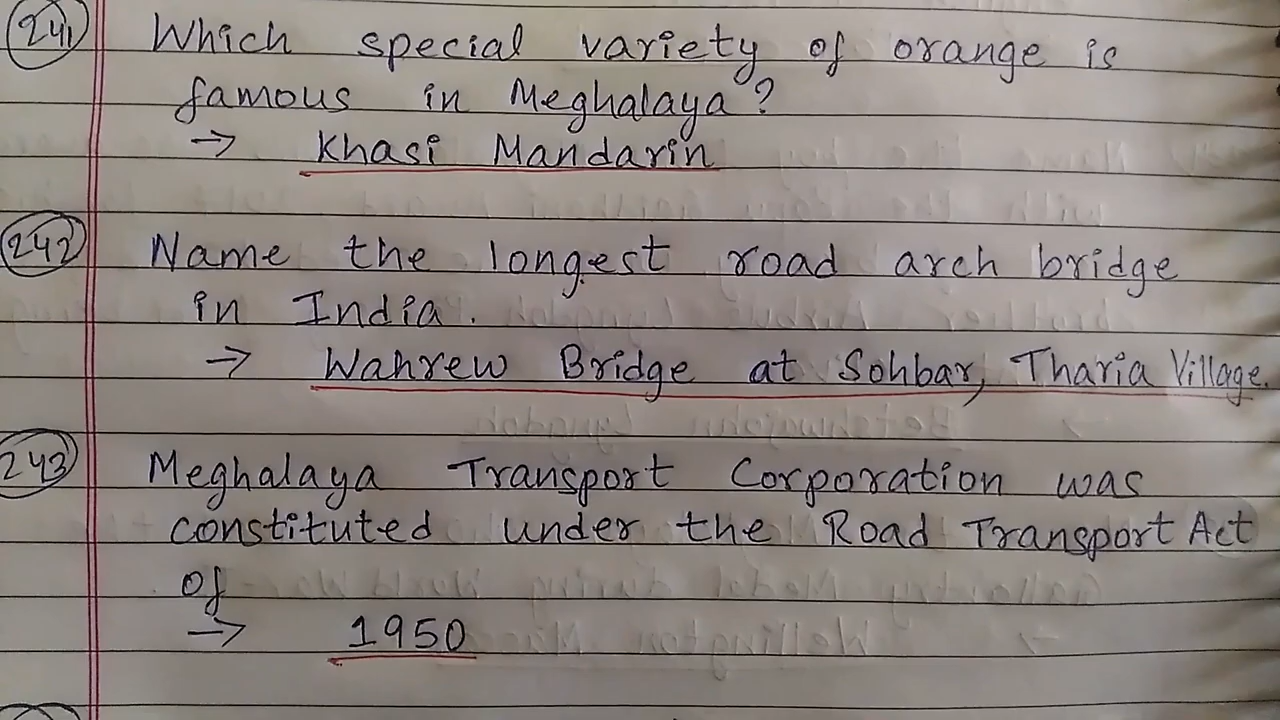 241 Which special variety of orange is
famous in Meghalaya?
→ Khasi Mandarin
242 Name the longest road arch bridge
in India.
→ Wahrew Bridge at Sohbar, Tharia Village.
243 Meghalaya Transport Corporation was
constituted under the Road Transport Act
of
→ 1950